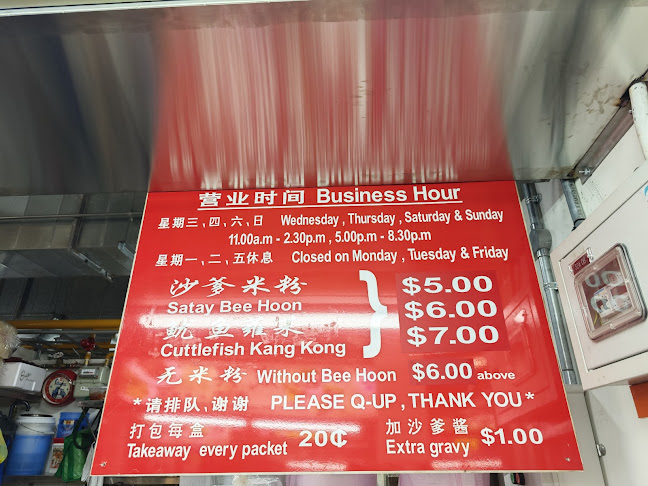 营业时间 Business Hour
星期三,四,六,日 Wednesday , Thursday , Saturday & Sunday
11.00a.m - 2.30p.m , 5.00p.m - 8.30p.m
星期一,二,五休息 Closed on Monday , Tuesday & Friday
沙爹米粉
Satay Bee Hoon
$5.00
$6.00
$7.00
鱿鱼蕹菜
Cuttlefish Kang Kong
无米粉 Without Bee Hoon $6.00 above
*请排队,谢谢 PLEASE Q-UP , THANK YOU*
打包每盒
Takeaway every packet 20¢
加沙爹酱
Extra gravy $1.00